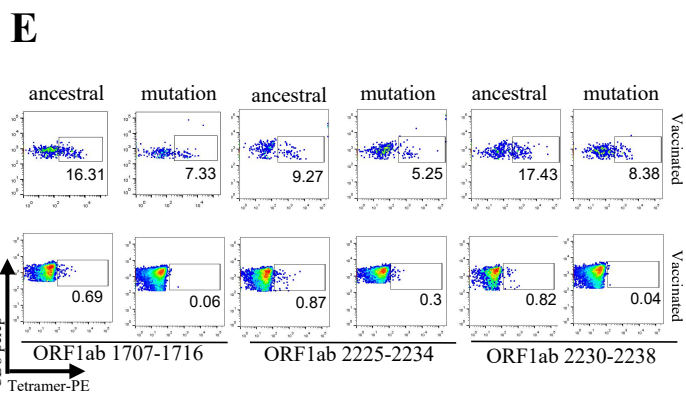 E
ancestral mutation ancestral mutation ancestral mutation
16.31 7.33 9.27 5.25 17.43 8.38
Vaccinated
0.69 0.06 0.87 0.3 0.82 0.04
Vaccinated
ORF1ab 1707-1716 ORF1ab 2225-2234 ORF1ab 2230-2238
Tetramer-PE